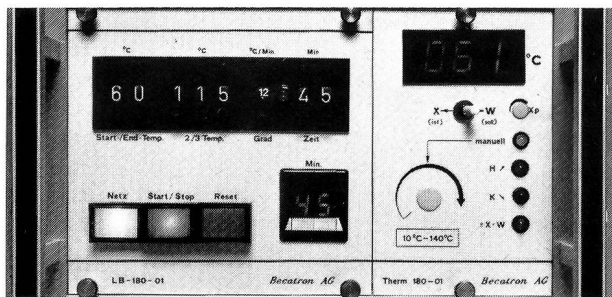 °C °C °C/Min. Min
60 115 12 45
Start-/End-Temp. 2/3 Temp. Grad Zeit
Min.
45
Netz Start/Stop Reset
LB-180-01 Becatron AG
061 °C
X W Xp
(ist) (soll)
manuell
H
K
X-W
10°C-140°C
Therm 180-01 Becatron AG